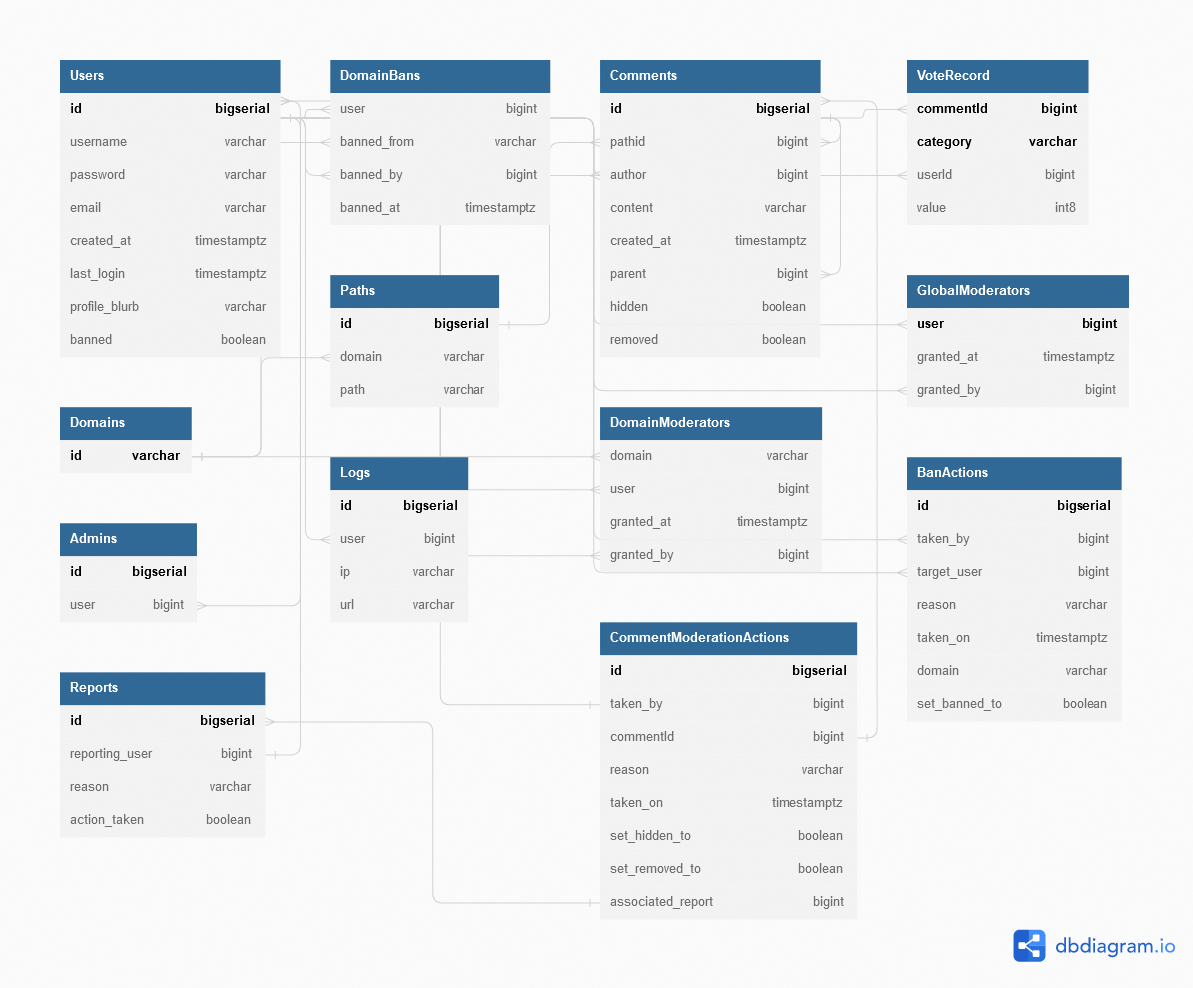 Users
id bigserial
username varchar
password varchar
email varchar
created_at timestamptz
last_login timestamptz
profile_blurb varchar
banned boolean
DomainBans
user bigint
banned_from varchar
banned_by bigint
banned_at timestamptz
Comments
id bigserial
pathid bigint
author bigint
content varchar
created_at timestamptz
parent bigint
hidden boolean
removed boolean
VoteRecord
commentId bigint
category varchar
userId bigint
value int8
Paths
id bigserial
domain varchar
path varchar
GlobalModerators
user bigint
granted_at timestamptz
granted_by bigint
Domains
id varchar
DomainModerators
domain varchar
user bigint
granted_at timestamptz
granted_by bigint
Logs
id bigserial
user bigint
ip varchar
url varchar
BanActions
id bigserial
taken_by bigint
target_user bigint
reason varchar
taken_on timestamptz
domain varchar
set_banned_to boolean
Admins
id bigserial
user bigint
CommentModerationActions
id bigserial
taken_by bigint
commentId bigint
reason varchar
taken_on timestamptz
set_hidden_to boolean
set_removed_to boolean
associated_report bigint
Reports
id bigserial
reporting_user bigint
reason varchar
action_taken boolean
dbdiagram.io